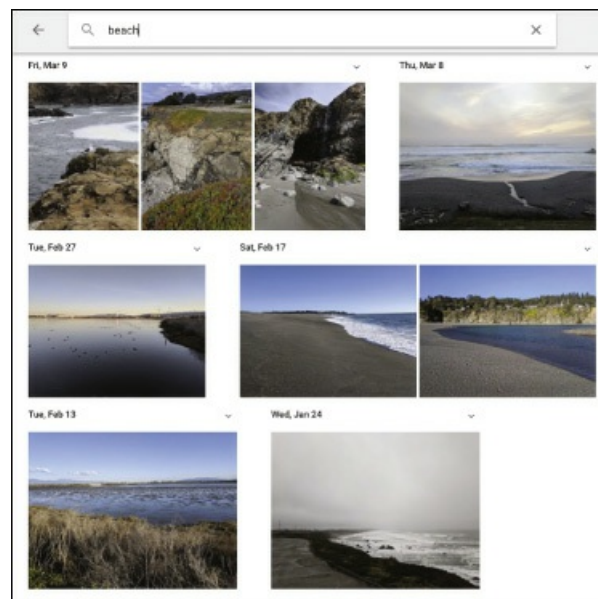 beach
Fri, Mar 9
Thu, Mar 8
Tue, Feb 27
Sat, Feb 17
Tue, Feb 13
Wed, Jan 24